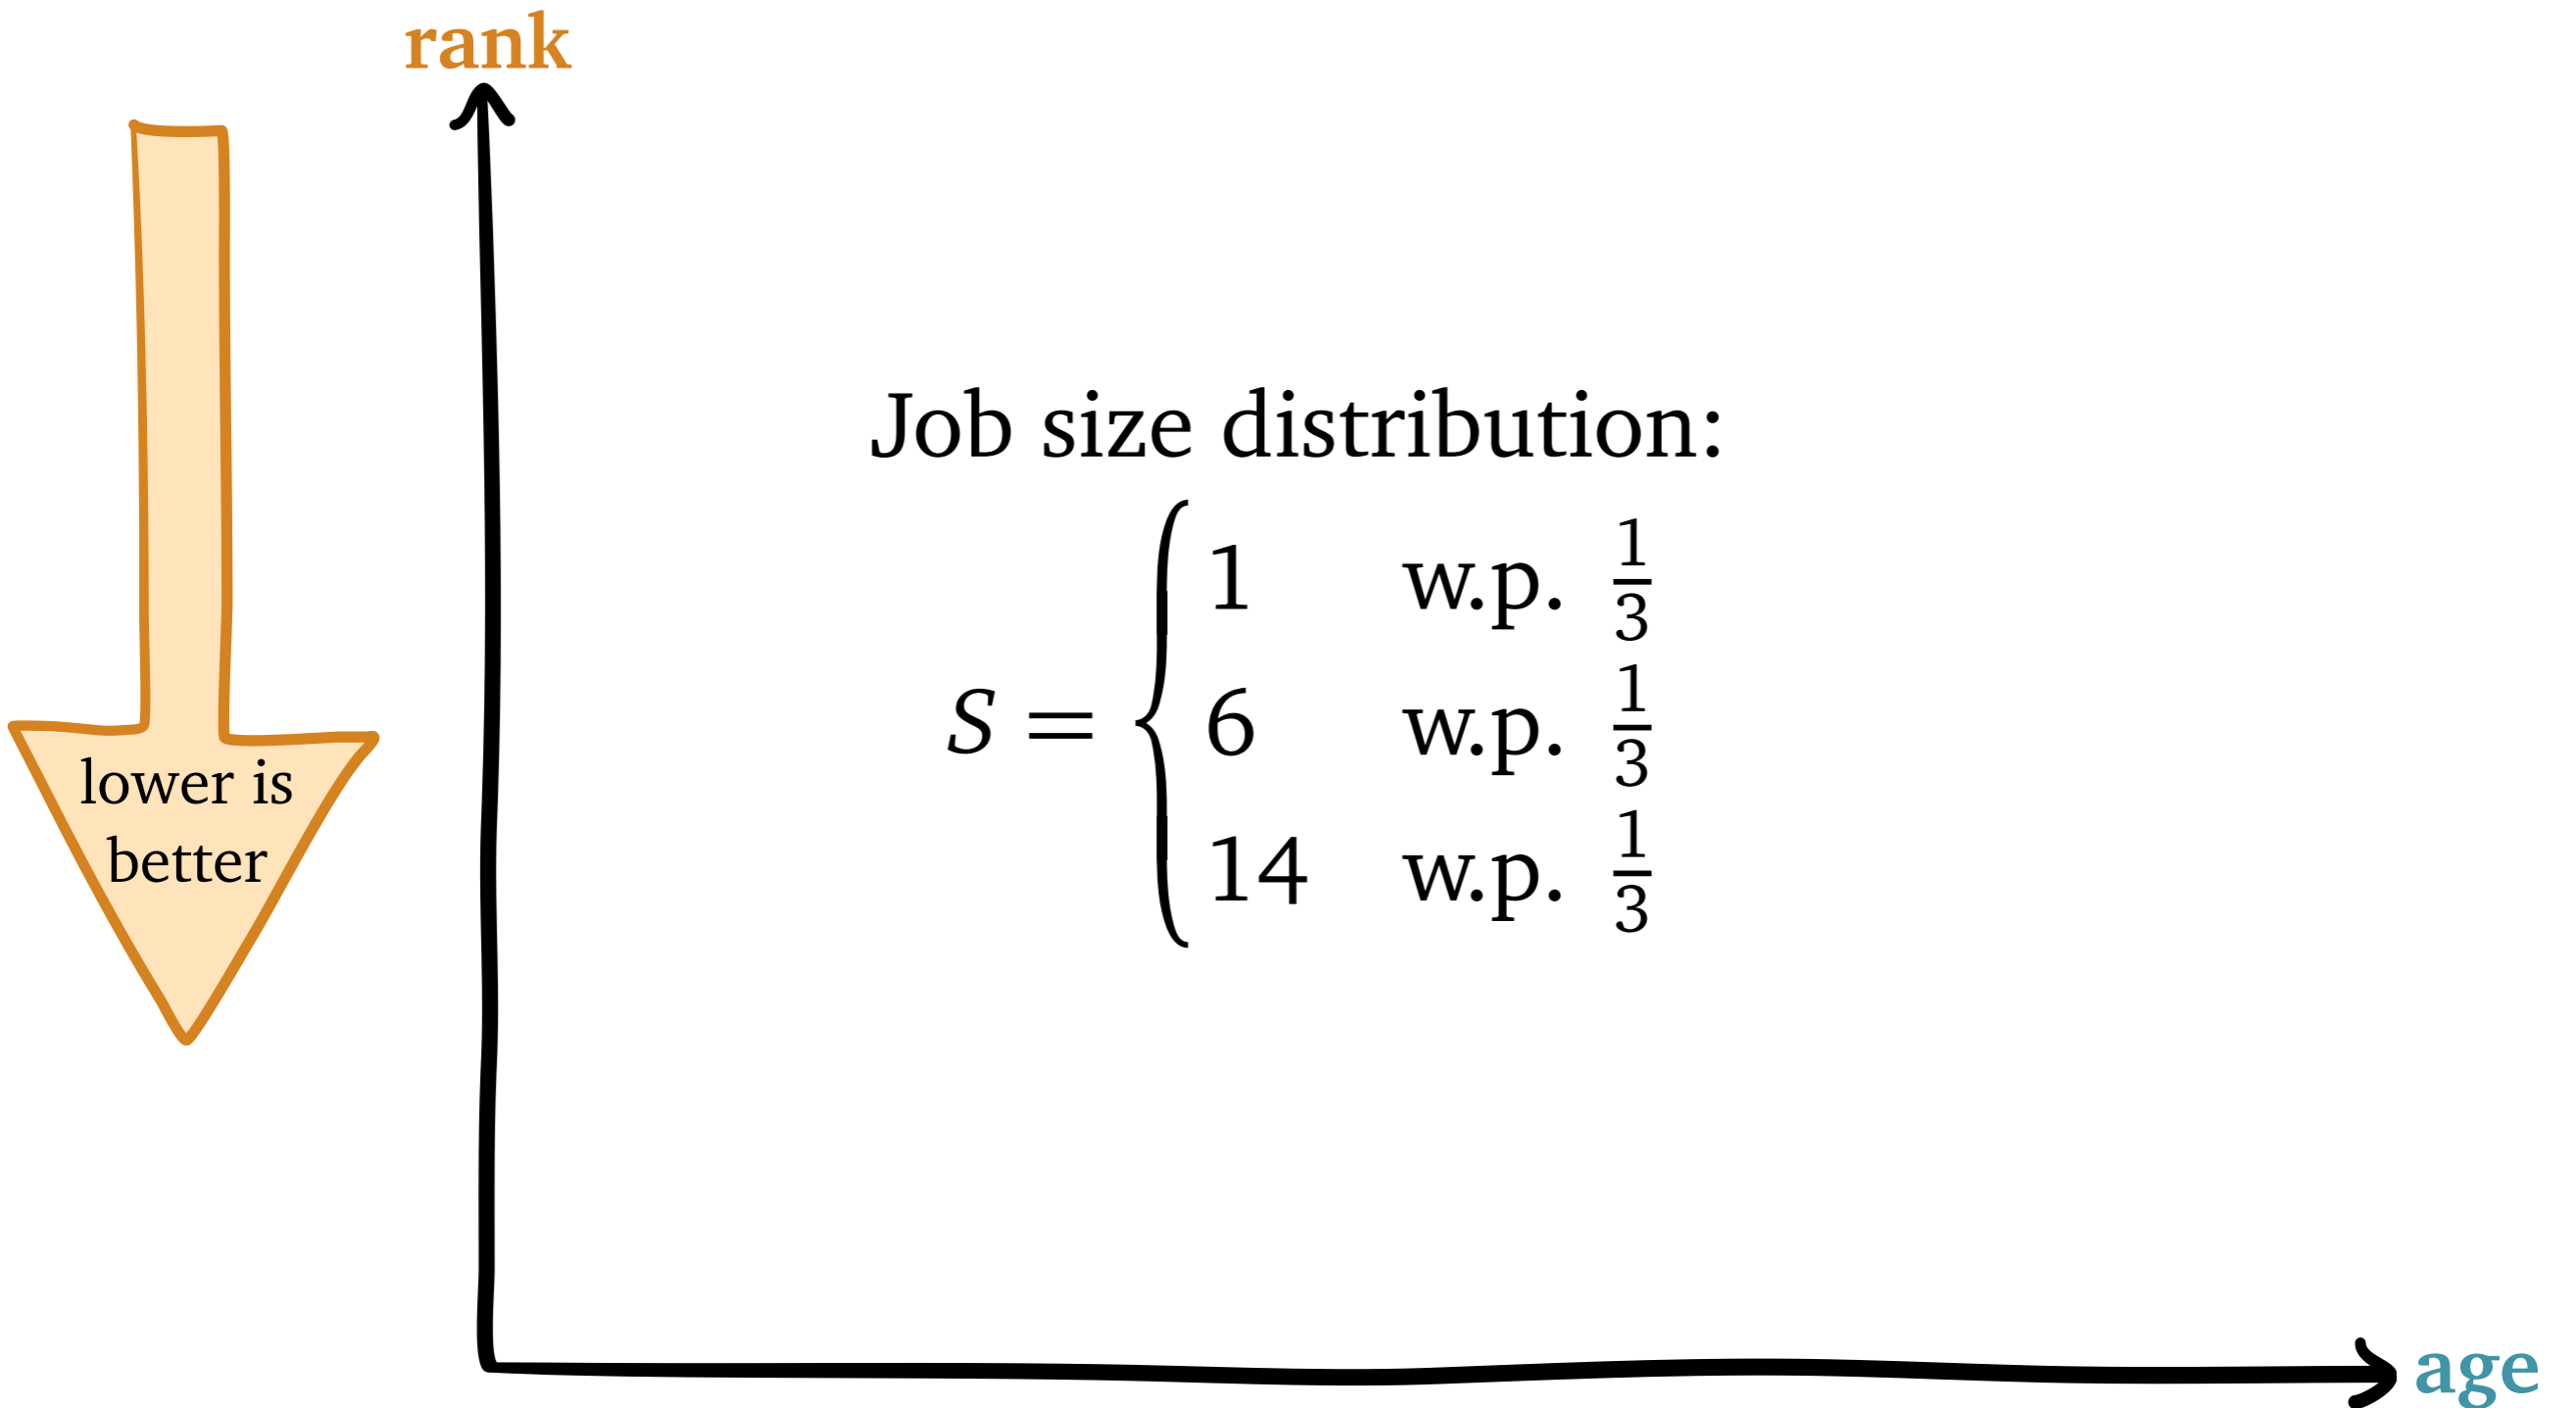 rank
lower is
better
Job size distribution:
S = { 1 w.p. 1/3
6 w.p. 1/3
14 w.p. 1/3
age